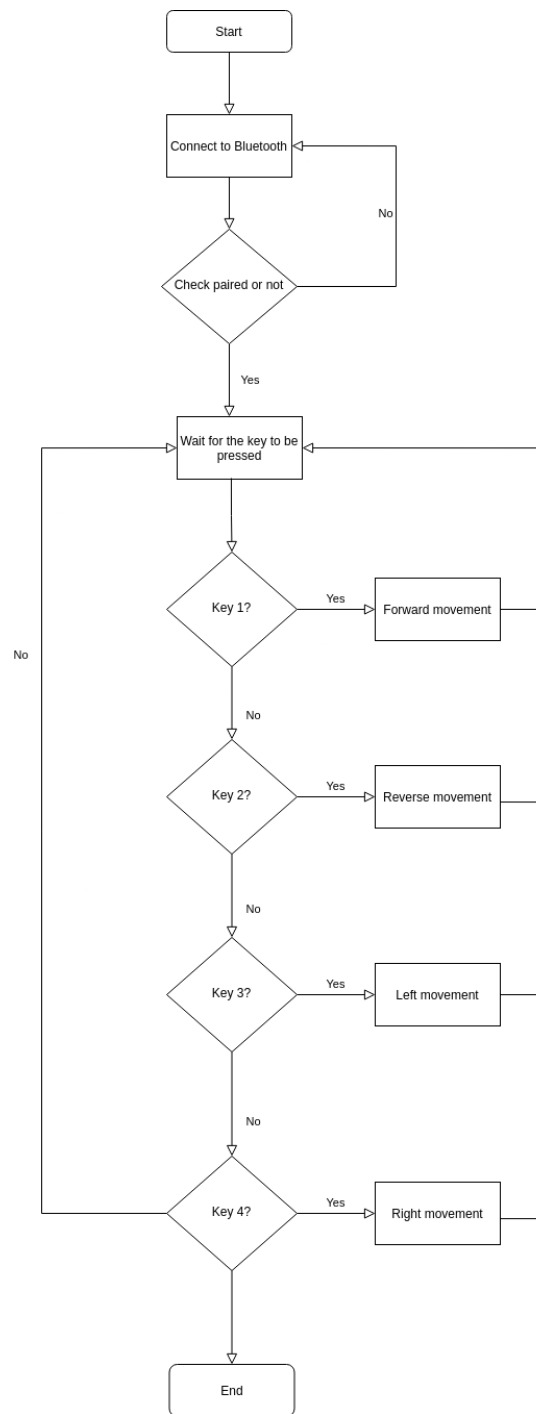 Start
Connect to Bluetooth
No
Check paired or not
Yes
Wait for the key to be
pressed
Key 1?
Yes
Forward movement
No
No
Key 2?
Yes
Reverse movement
No
Key 3?
Yes
Left movement
No
Key 4?
Yes
Right movement
End